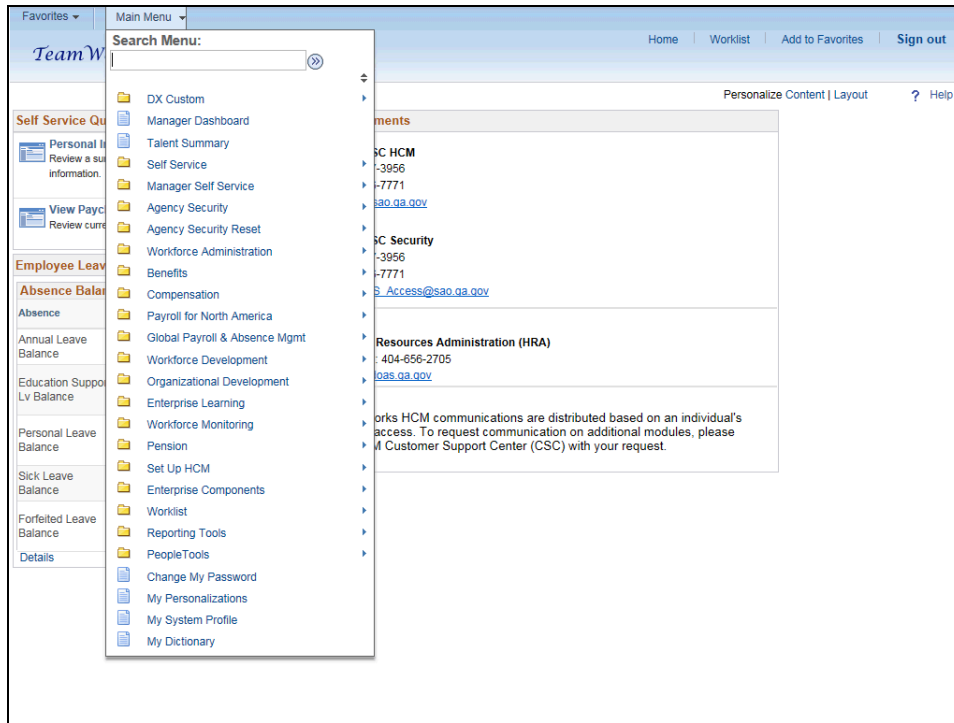 Favorites Main Menu
Search Menu:
Home Worklist Add to Favorites Sign out
TeamW
Personalize Content | Layout ? Help
DX Custom
Manager Dashboard
Talent Summary
Self Service
Manager Self Service
Agency Security
Agency Security Reset
Workforce Administration
Benefits
Compensation
Payroll for North America
Global Payroll & Absence Mgmt
Workforce Development
Organizational Development
Enterprise Learning
Workforce Monitoring
Pension
Set Up HCM
Enterprise Components
Worklist
Reporting Tools
PeopleTools
Change My Password
My Personalizations
My System Profile
My Dictionary
Self Service Qu
Personal I
Review a su
information.
View Payc
Review curre
Employee Leav
Absence Balar
Absence
Annual Leave
Balance
Education Suppor
Lv Balance
Personal Leave
Balance
Sick Leave
Balance
Forfeited Leave
Balance
Details
ments
SC HCM
-3956
-7771
sao.ga.gov
SC Security
-3956
-7771
S_Access@sao.ga.gov
Resources Administration (HRA)
: 404-656-2705
oas.ga.gov
orks HCM communications are distributed based on an individual's
access. To request communication on additional modules, please
M Customer Support Center (CSC) with your request.